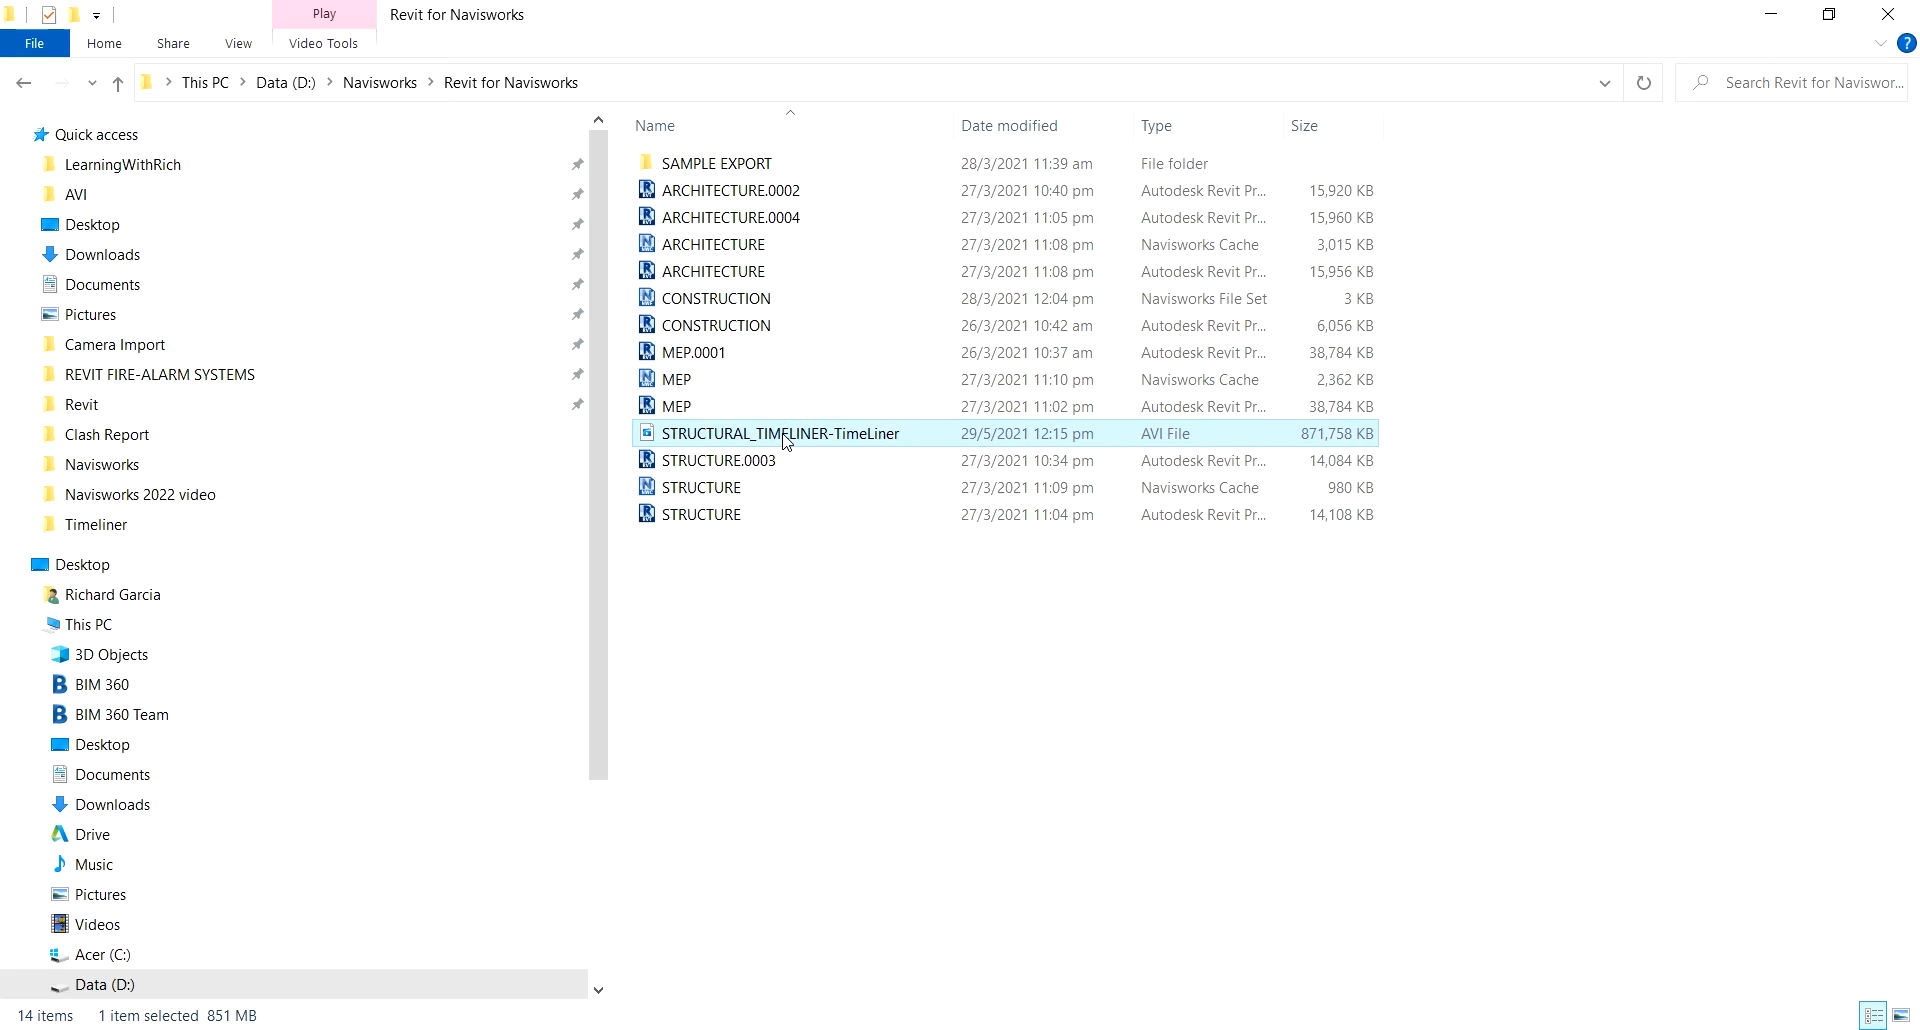 Play
Revit for Navisworks
File
Home
Share
View
Video Tools
This PC > Data (D:) > Navisworks > Revit for Navisworks
Search Revit for Naviswor...
Quick access
LearningWithRich
AVI
Desktop
Downloads
Documents
Pictures
Camera Import
REVIT FIRE-ALARM SYSTEMS
Revit
Clash Report
Navisworks
Navisworks 2022 video
Timeliner
Desktop
Richard Garcia
This PC
3D Objects
BIM 360
BIM 360 Team
Desktop
Documents
Downloads
Drive
Music
Pictures
Videos
Acer (C:)
Data (D:)
Name Date modified Type Size
SAMPLE EXPORT 28/3/2021 11:39 am File folder
ARCHITECTURE.0002 27/3/2021 10:40 pm Autodesk Revit Pr... 15,920 KB
ARCHITECTURE.0004 27/3/2021 11:05 pm Autodesk Revit Pr... 15,960 KB
ARCHITECTURE 27/3/2021 11:08 pm Navisworks Cache 3,015 KB
ARCHITECTURE 27/3/2021 11:08 pm Autodesk Revit Pr... 15,956 KB
CONSTRUCTION 28/3/2021 12:04 pm Navisworks File Set 3 KB
CONSTRUCTION 26/3/2021 10:42 am Autodesk Revit Pr... 6,056 KB
MEP.0001 26/3/2021 10:37 am Autodesk Revit Pr... 38,784 KB
MEP 27/3/2021 11:10 pm Navisworks Cache 2,362 KB
MEP 27/3/2021 11:02 pm Autodesk Revit Pr... 38,784 KB
STRUCTURAL_TIMELINER-TimeLiner 29/5/2021 12:15 pm AVI File 871,758 KB
STRUCTURE.0003 27/3/2021 10:34 pm Autodesk Revit Pr... 14,084 KB
STRUCTURE 27/3/2021 11:09 pm Navisworks Cache 980 KB
STRUCTURE 27/3/2021 11:04 pm Autodesk Revit Pr... 14,108 KB
14 items 1 item selected 851 MB